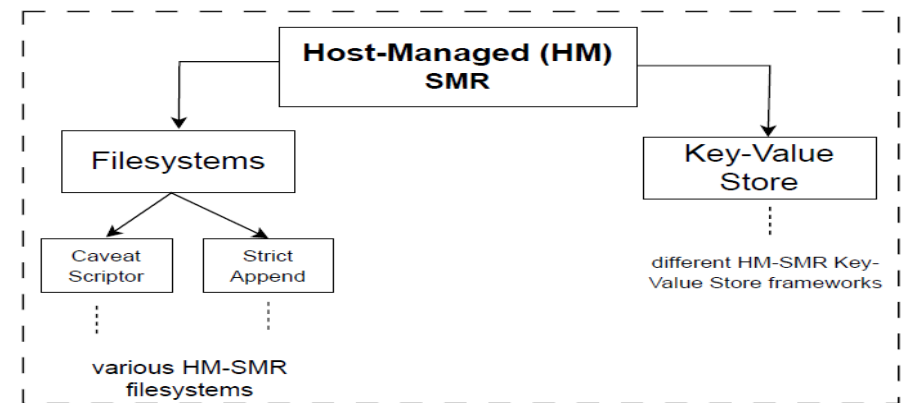 Host-Managed (HM)
SMR
Filesystems
Key-Value
Store
Caveat
Scriptor
Strict
Append
different HM-SMR Key-
Value Store frameworks
various HM-SMR
filesystems